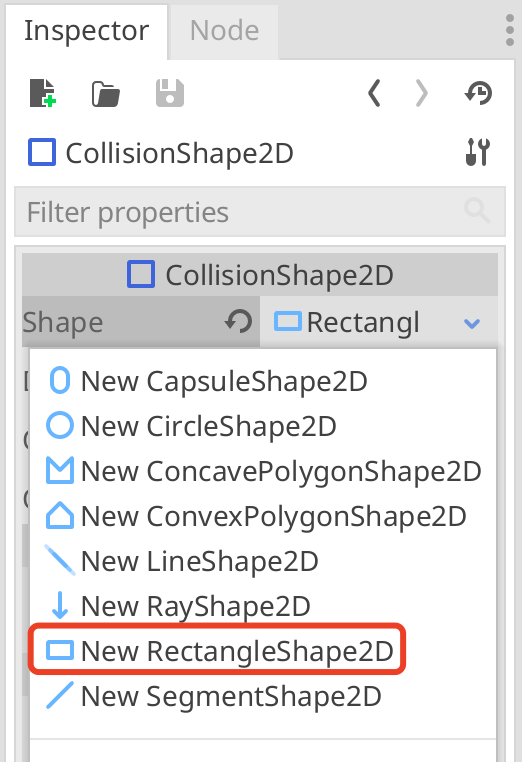 Inspector Node
CollisionShape2D
Filter properties
CollisionShape2D
Shape Rectangl
New CapsuleShape2D
New CircleShape2D
New ConcavePolygonShape2D
New ConvexPolygonShape2D
New LineShape2D
New RayShape2D
New RectangleShape2D
New SegmentShape2D